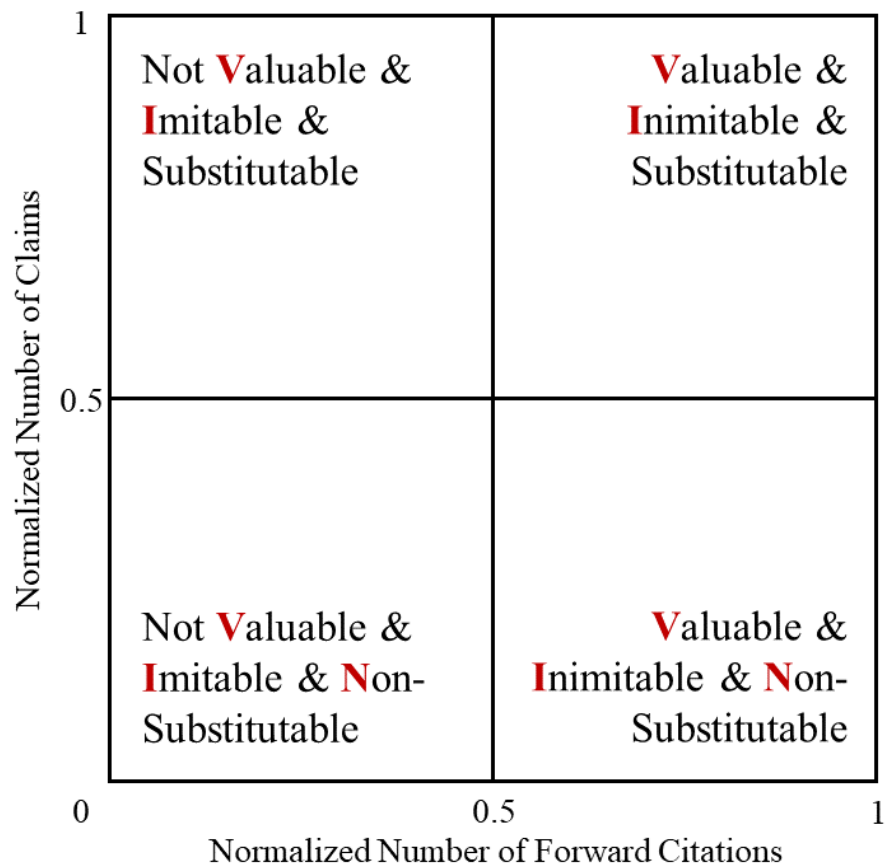 1
Not Valuable &
Imitable &
Substitutable
Valuable &
Inimitable &
Substitutable
Normalized Number of Claims
0.5
Not Valuable &
Imitable & Non-
Substitutable
Valuable &
Inimitable & Non-
Substitutable
0
0.5
1
Normalized Number of Forward Citations